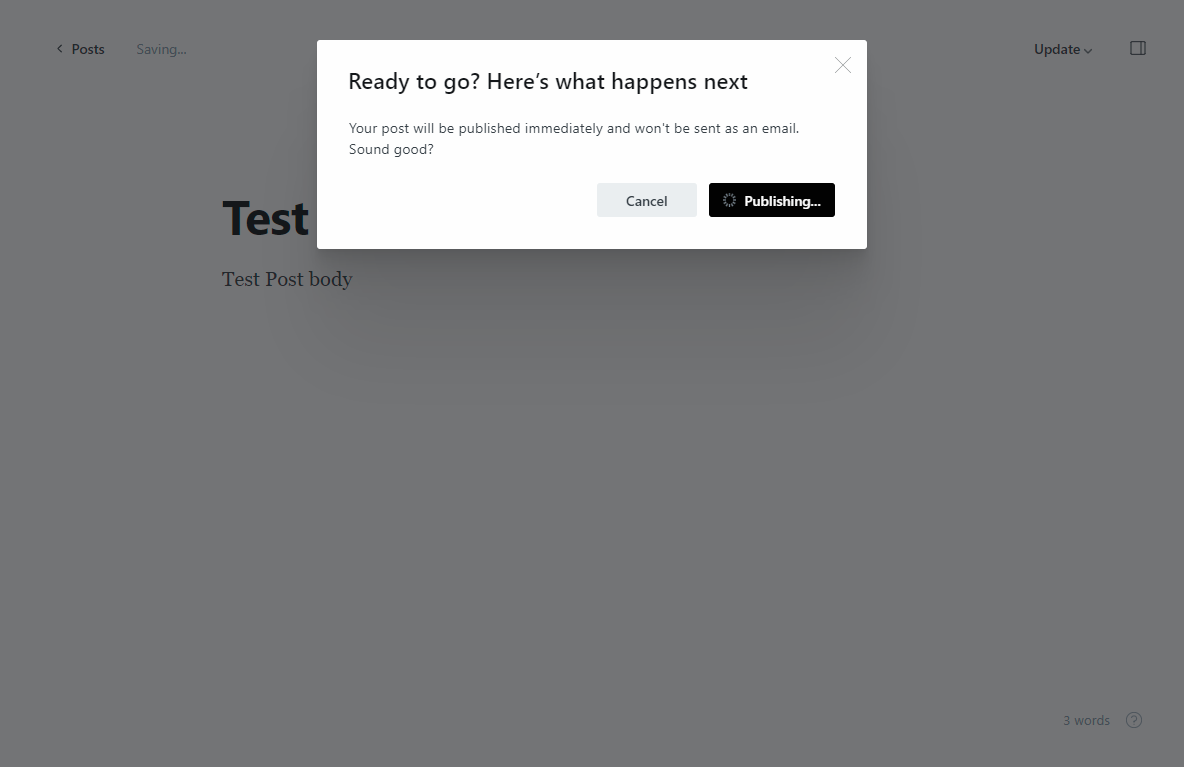 Posts
Saving...
Update
Ready to go? Here’s what happens next
Your post will be published immediately and won't be sent as an email.
Sound good?
Cancel
Publishing...
Test
Test Post body
3 words
?